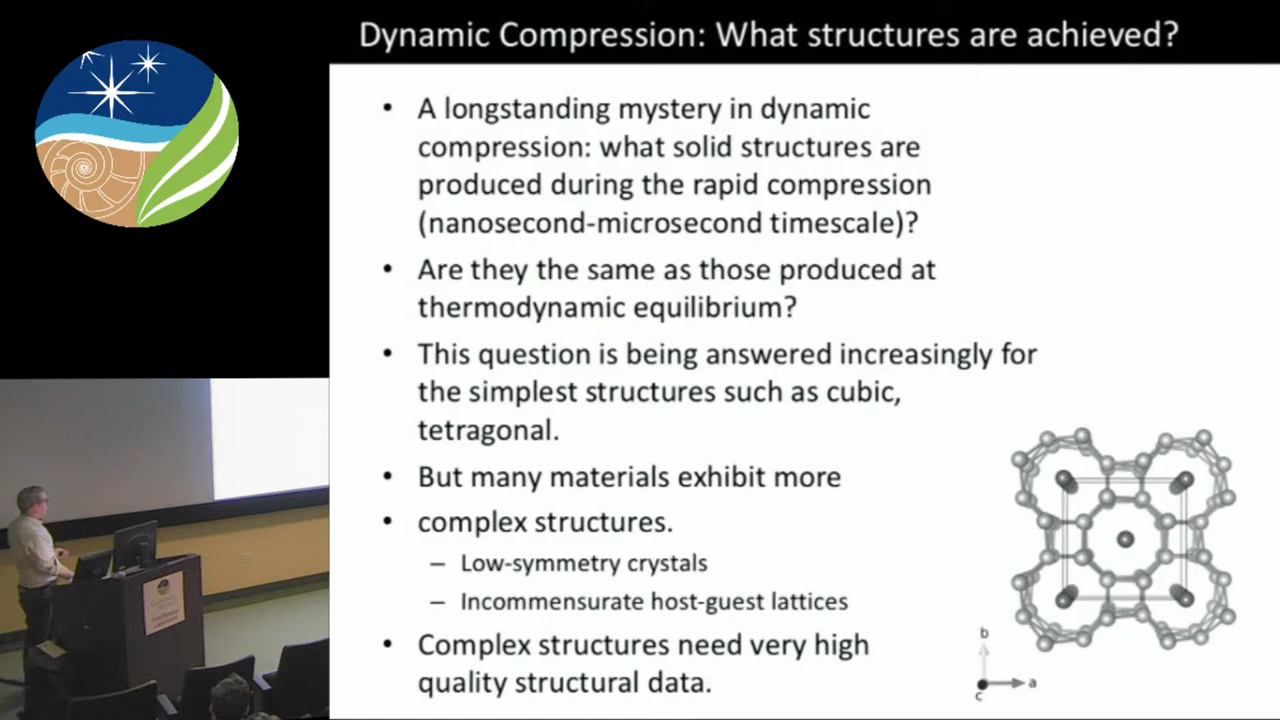 Dynamic Compression: What structures are achieved?
• A longstanding mystery in dynamic
compression: what solid structures are
produced during the rapid compression
(nanosecond-microsecond timescale)?
• Are they the same as those produced at
thermodynamic equilibrium?
• This question is being answered increasingly for
the simplest structures such as cubic,
tetragonal.
• But many materials exhibit more
• complex structures.
– Low-symmetry crystals
– Incommensurate host-guest lattices
• Complex structures need very high
quality structural data.
b
a
c